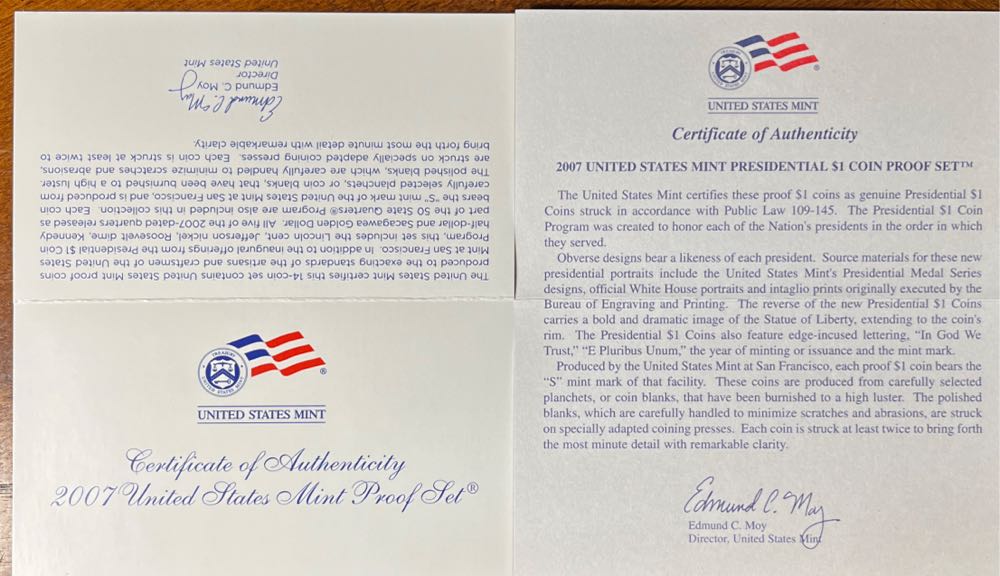 The United States Mint certifies this 14-coin set contains United States Mint proof coins
produced to the exacting standards of the artisans and craftsmen of the United States
Mint at San Francisco. In addition to the inaugural offerings from the Presidential $1 Coin
Program, this set includes the Lincoln cent, Jefferson nickel, Roosevelt dime, Kennedy
half-dollar and Sacagawea Golden Dollar. All five of the 2007-dated quarters released as
part of the 50 State Quarters® Program are also included in this collection. Each coin
bears the “S” mint mark of the United States Mint at San Francisco, and is produced from
carefully selected planchets, or coin blanks, that have been burnished to a high luster.
The polished blanks, which are carefully handled to minimize scratches and abrasions,
are struck on specially adapted coining presses. Each coin is struck at least twice to
bring forth the most minute detail with remarkable clarity.
Edmund C. Moy
Edmund C. Moy
Director
United States Mint
TREASURY
UNITED STATES MINT
®
UNITED STATES MINT
Certificate of Authenticity
2007 United States Mint Proof Set®
TREASURY
UNITED STATES MINT
®
UNITED STATES MINT
Certificate of Authenticity
2007 UNITED STATES MINT PRESIDENTIAL $1 COIN PROOF SET™
The United States Mint certifies these proof $1 coins as genuine Presidential $1
Coins struck in accordance with Public Law 109-145. The Presidential $1 Coin
Program was created to honor each of the Nation's presidents in the order in which
they served.
Obverse designs bear a likeness of each president. Source materials for these new
presidential portraits include the United States Mint's Presidential Medal Series
designs, official White House portraits and intaglio prints originally executed by the
Bureau of Engraving and Printing. The reverse of the new Presidential $1 Coins
carries a bold and dramatic image of the Statue of Liberty, extending to the coin's
rim. The Presidential $1 Coins also feature edge-incused lettering, “In God We
Trust,” “E Pluribus Unum,” the year of minting or issuance and the mint mark.
Produced by the United States Mint at San Francisco, each proof $1 coin bears the
“S” mint mark of that facility. These coins are produced from carefully selected
planchets, or coin blanks, that have been burnished to a high luster. The polished
blanks, which are carefully handled to minimize scratches and abrasions, are struck
on specially adapted coining presses. Each coin is struck at least twice to bring forth
the most minute detail with remarkable clarity.
Edmund C. Moy
Edmund C. Moy
Director, United States Mint